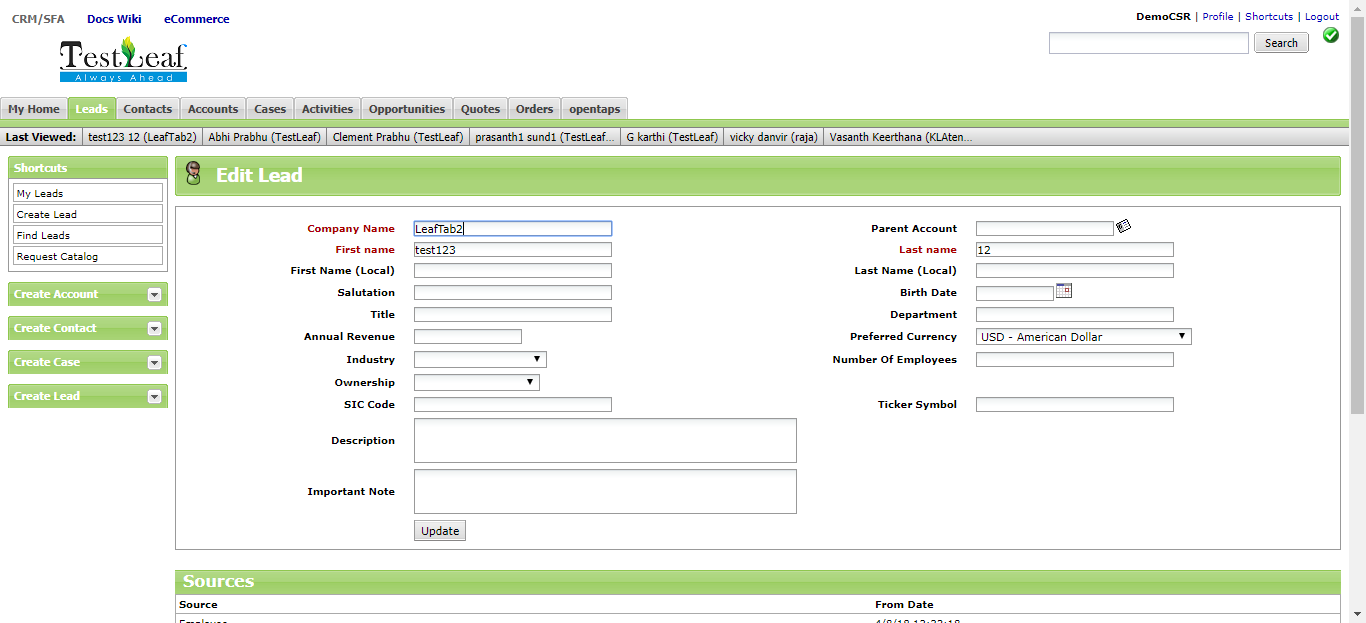 CRM/SFA Docs Wiki eCommerce
DemoCSR | Profile | Shortcuts | Logout
Search
TestLeaf
Always Ahead
My Home Leads Contacts Accounts Cases Activities Opportunities Quotes Orders opentaps
Last Viewed: test123 12 (LeafTab2) Abhi Prabhu (TestLeaf) Clement Prabhu (TestLeaf) prasanth1 sund1 (TestLeaf... G karthi (TestLeaf) vicky danvir (raja) Vasanth Keerthana (KLAten...
Shortcuts
My Leads
Create Lead
Find Leads
Request Catalog
Create Account
Create Contact
Create Case
Create Lead
Edit Lead
Company Name LeafTab2 Parent Account
First name test123 Last name 12
First Name (Local) Last Name (Local)
Salutation Birth Date
Title Department
Annual Revenue Preferred Currency USD - American Dollar
Industry Number Of Employees
Ownership
SIC Code Ticker Symbol
Description
Important Note
Update
Sources
Source From Date